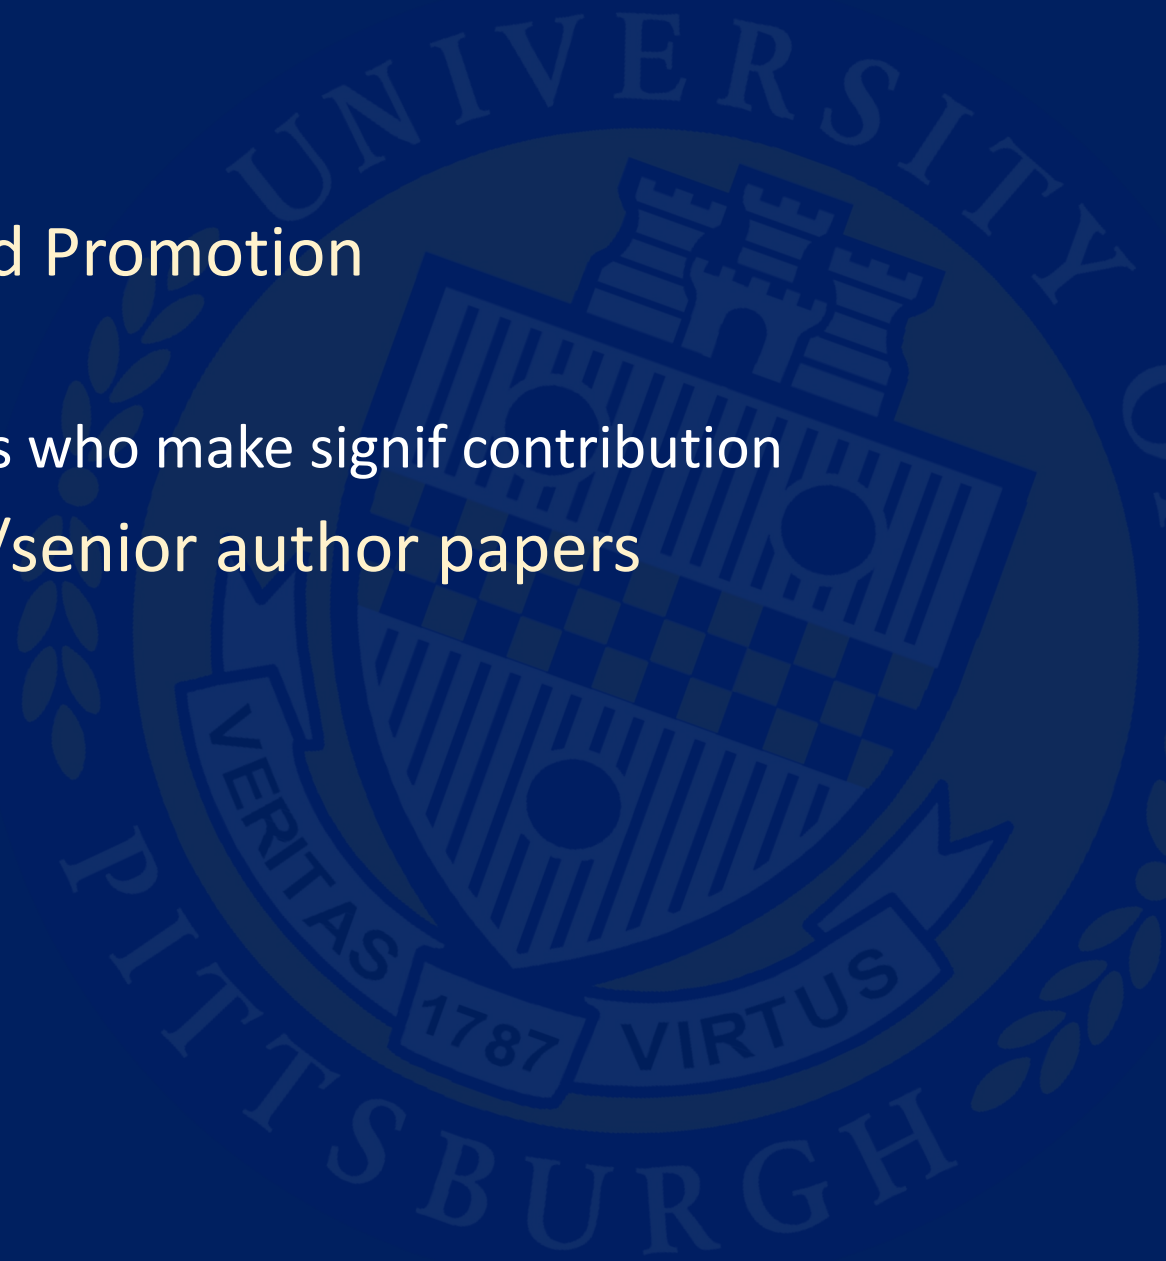 UNIVERSITY O
d Promotion
s who make signif contribution
/senior author papers
VERITAS
1787
VIRTUS
PITTSBURGH